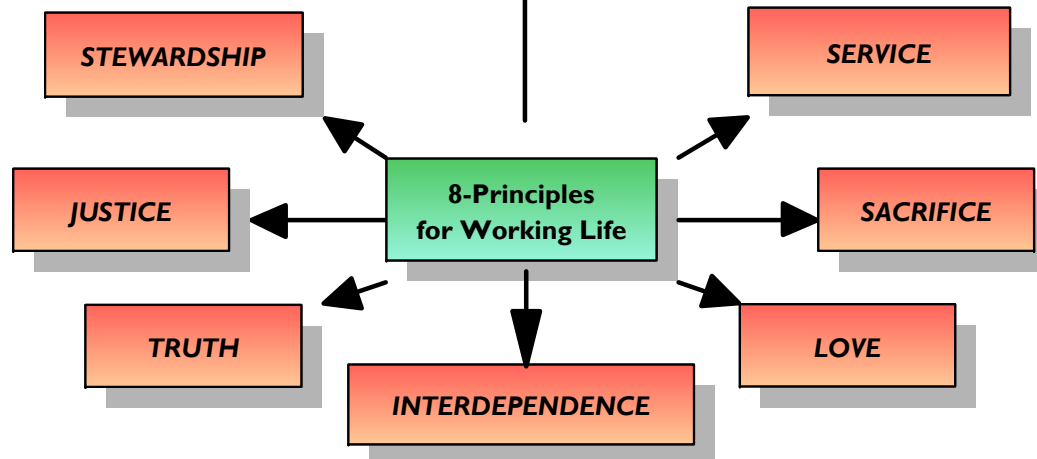 STEWARDSHIP
SERVICE
8-Principles
for Working Life
JUSTICE
SACRIFICE
TRUTH
LOVE
INTERDEPENDENCE